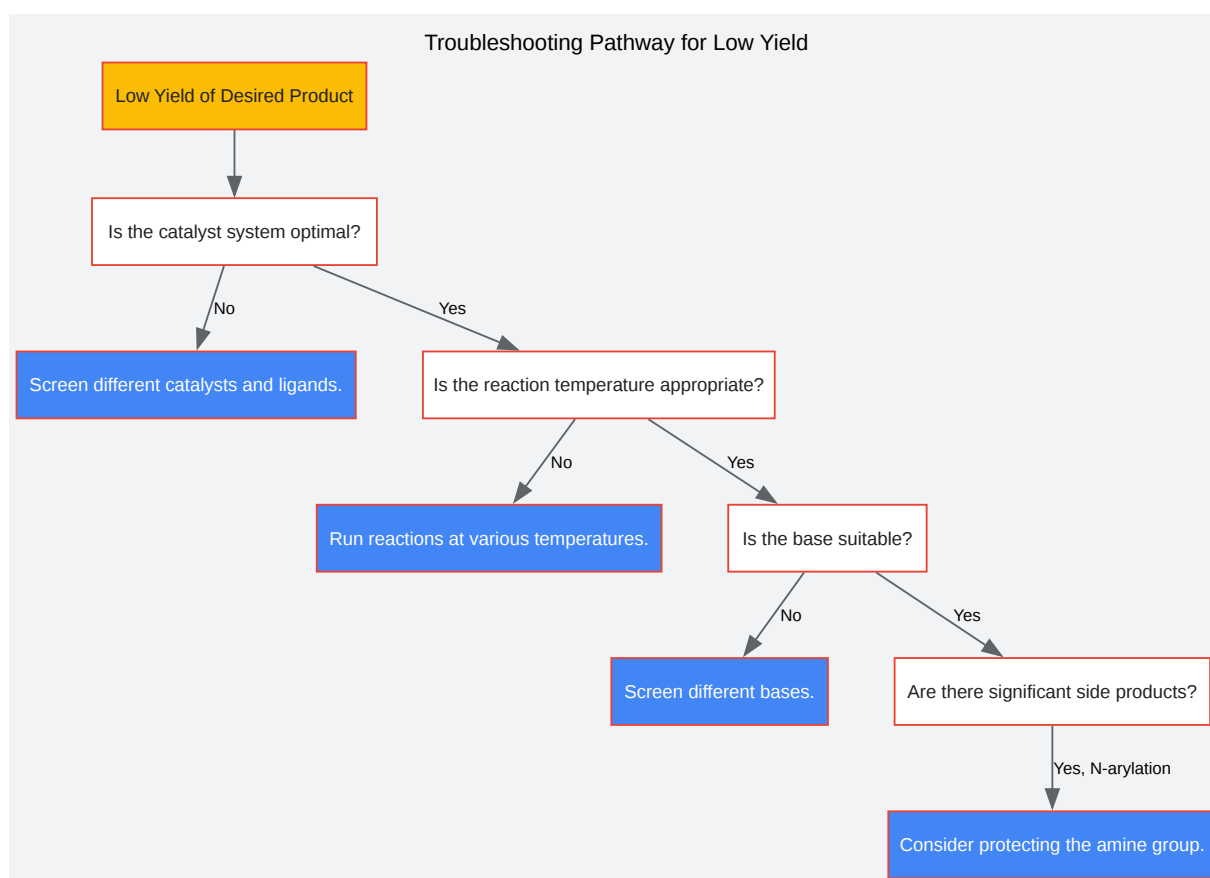 Troubleshooting Pathway for Low Yield
Low Yield of Desired Product
Is the catalyst system optimal?
No
Yes
Screen different catalysts and ligands.
Is the reaction temperature appropriate?
No
Yes
Run reactions at various temperatures.
Is the base suitable?
No
Yes
Screen different bases.
Are there significant side products?
Yes, N-arylation
Consider protecting the amine group.